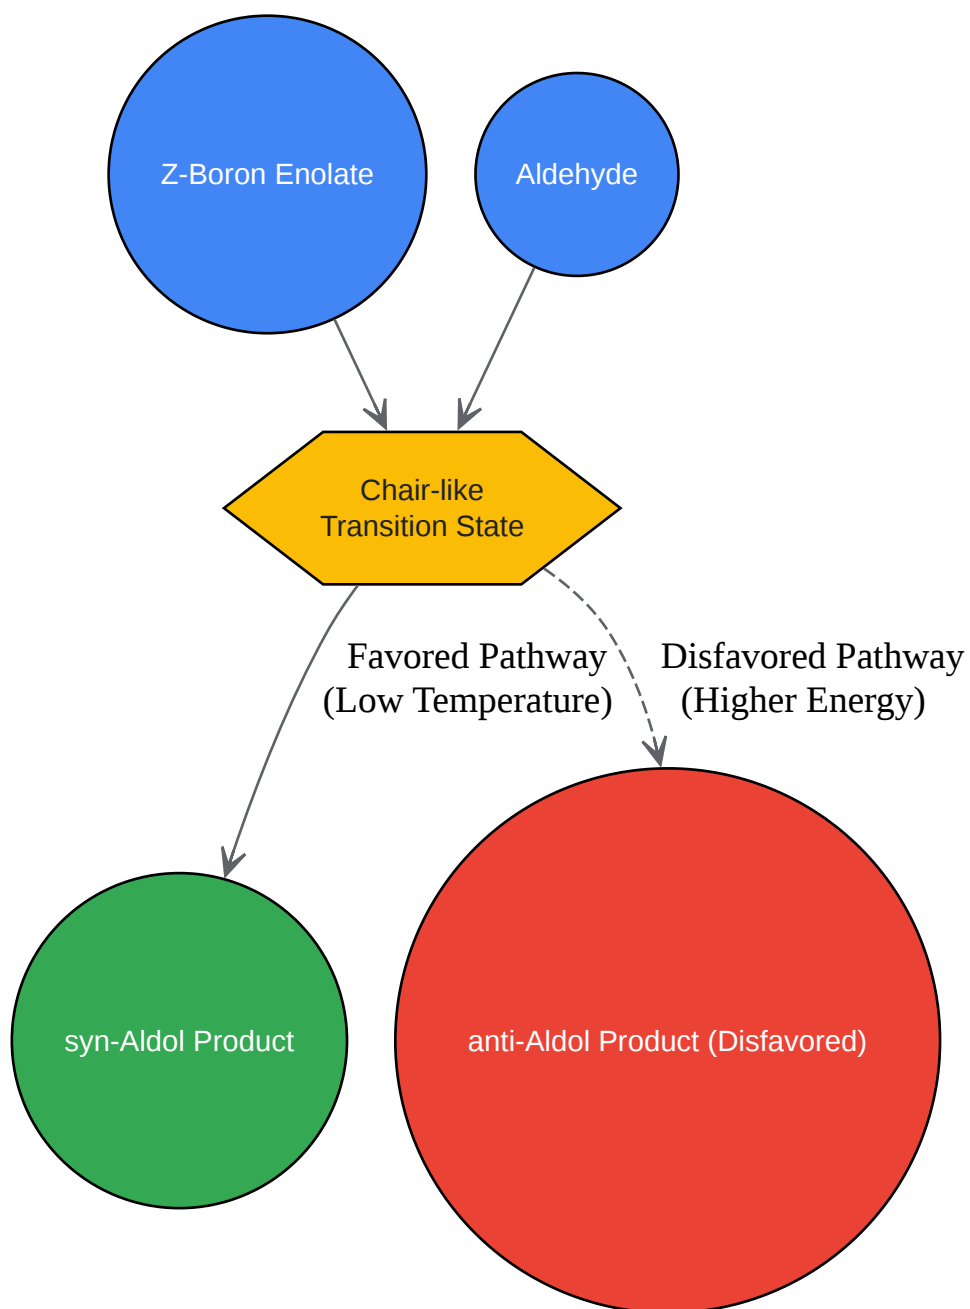 Z-Boron Enolate
Aldehyde
Chair-like
Transition State
Favored Pathway
(Low Temperature)
Disfavored Pathway
(Higher Energy)
syn-Aldol Product
anti-Aldol Product (Disfavored)